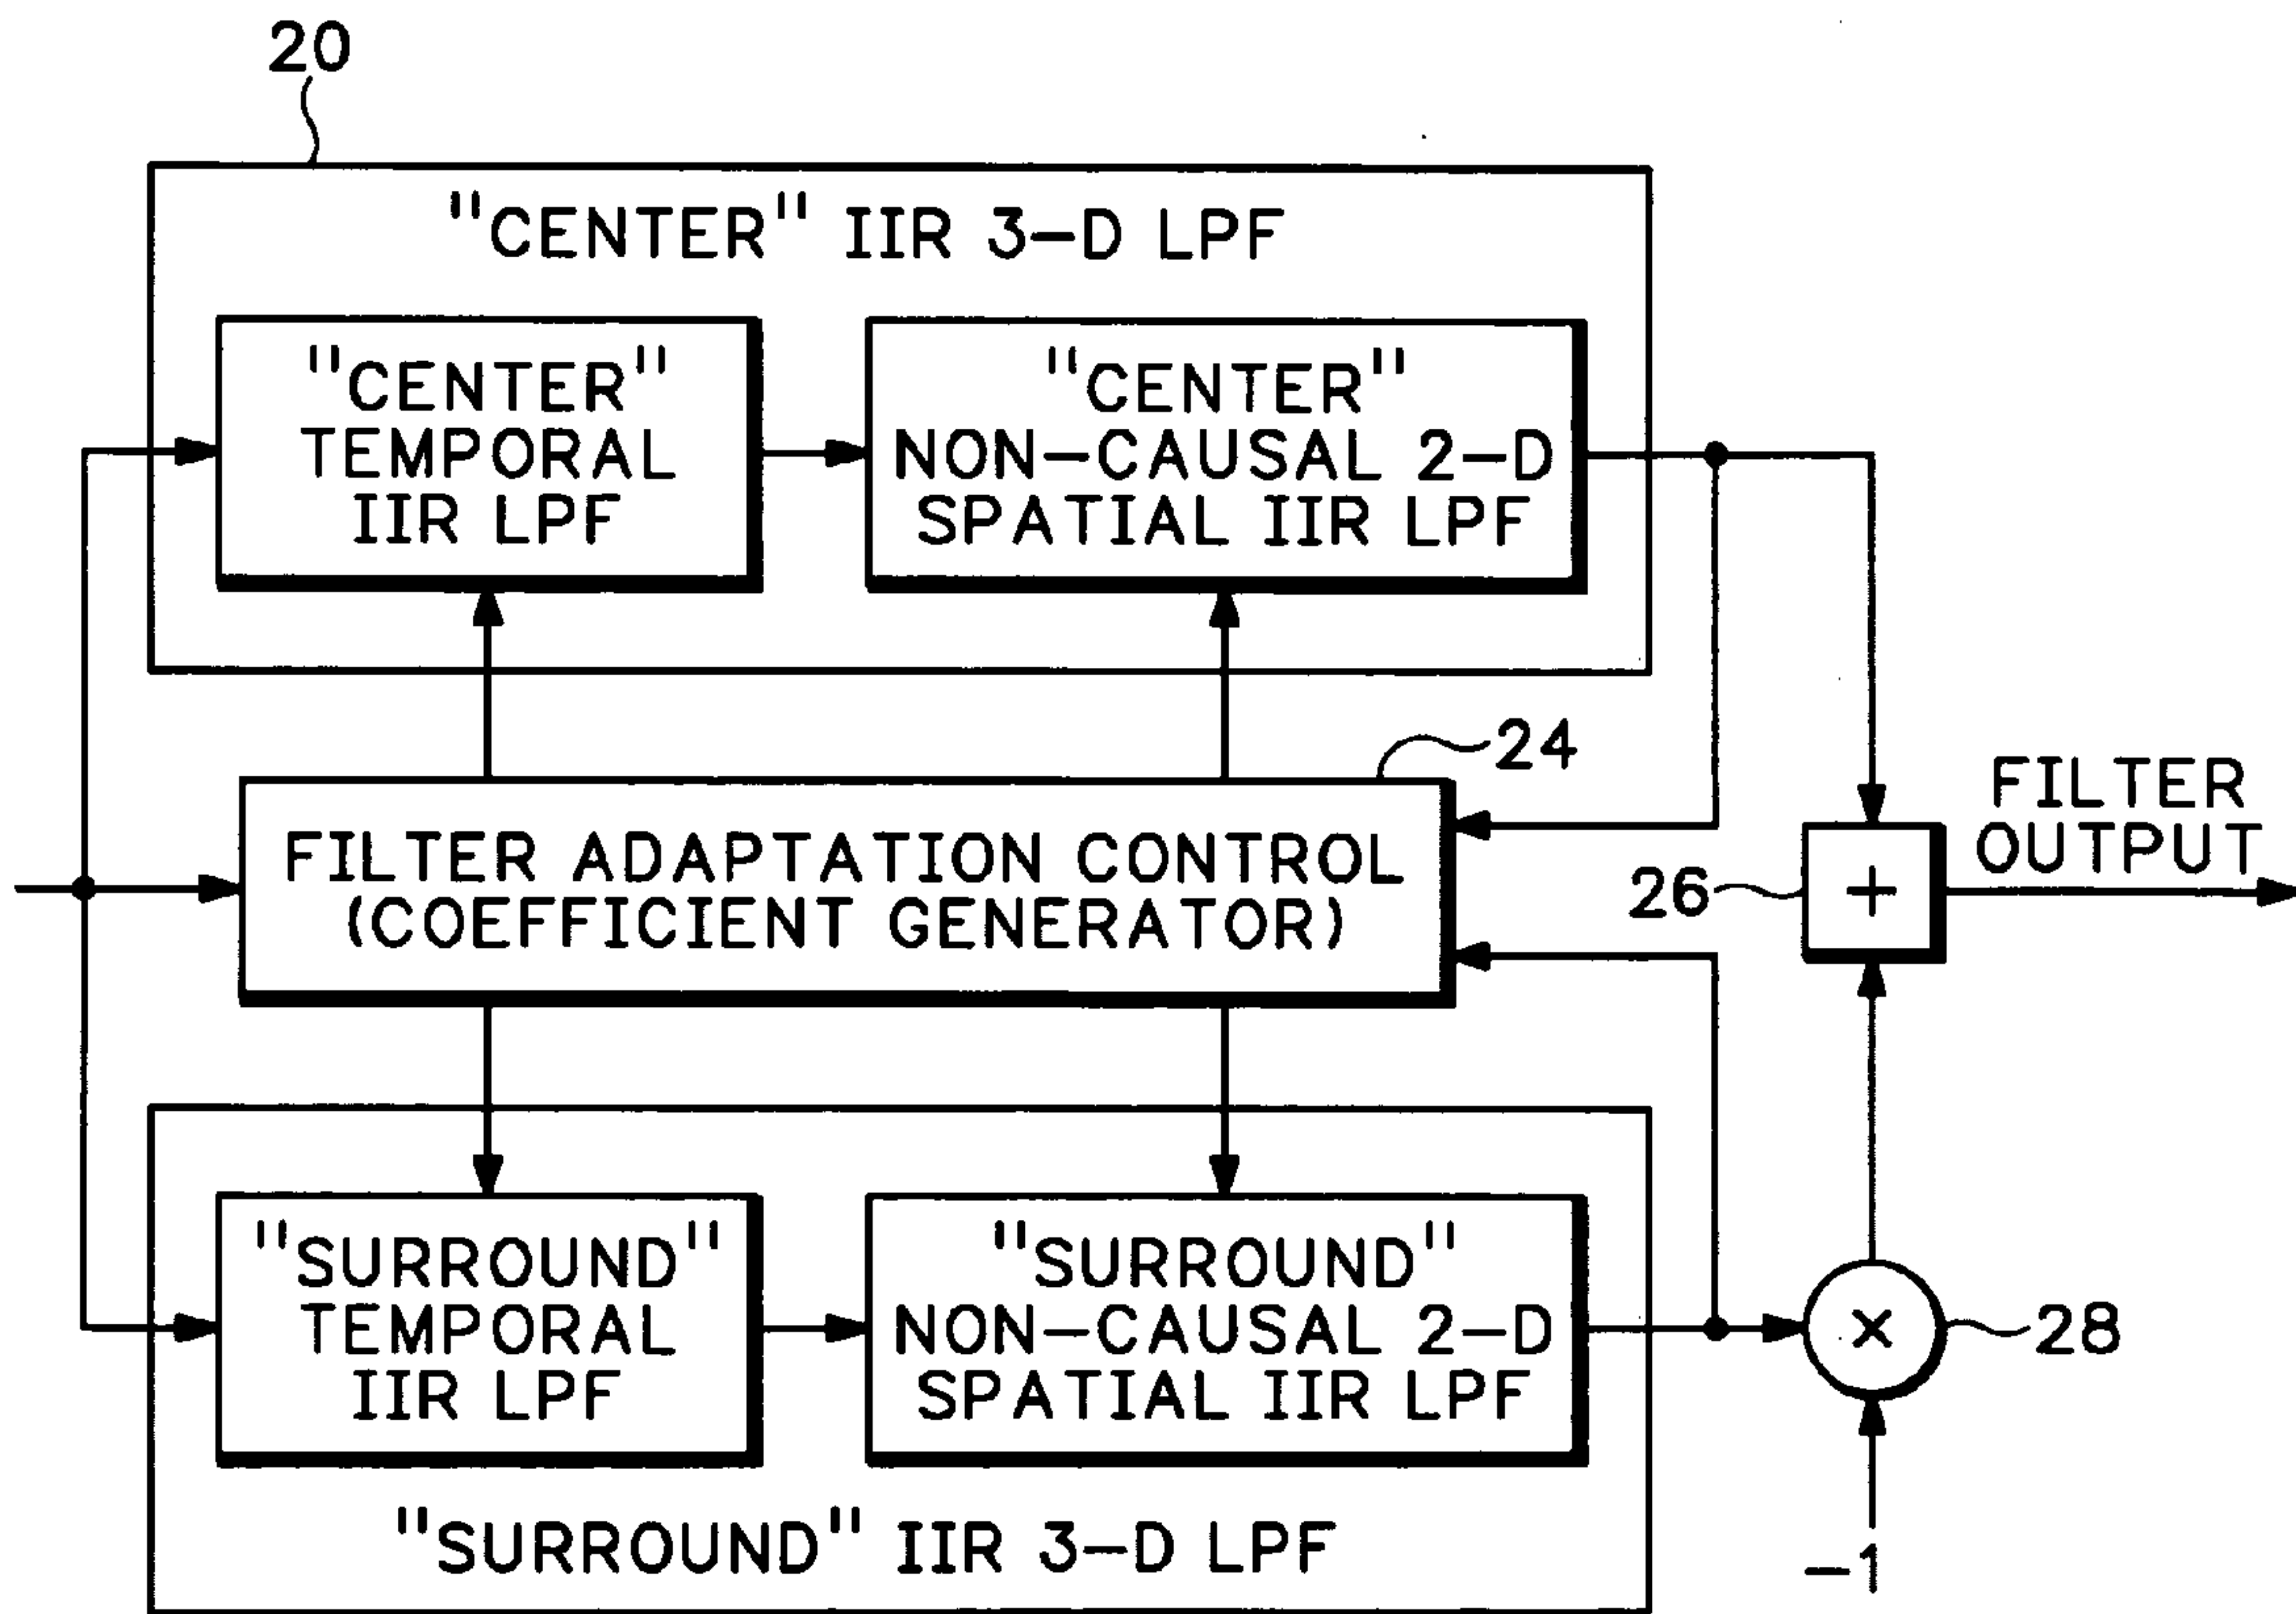 20
"CENTER" IIR 3-D LPF
"CENTER"
TEMPORAL
IIR LPF
"CENTER"
NON-CAUSAL 2-D
SPATIAL IIR LPF
24
FILTER ADAPTATION CONTROL
(COEFFICIENT GENERATOR)
FILTER
OUTPUT
26
+
"SURROUND"
TEMPORAL
IIR LPF
"SURROUND"
NON-CAUSAL 2-D
SPATIAL IIR LPF
×
28
"SURROUND" IIR 3-D LPF
-1